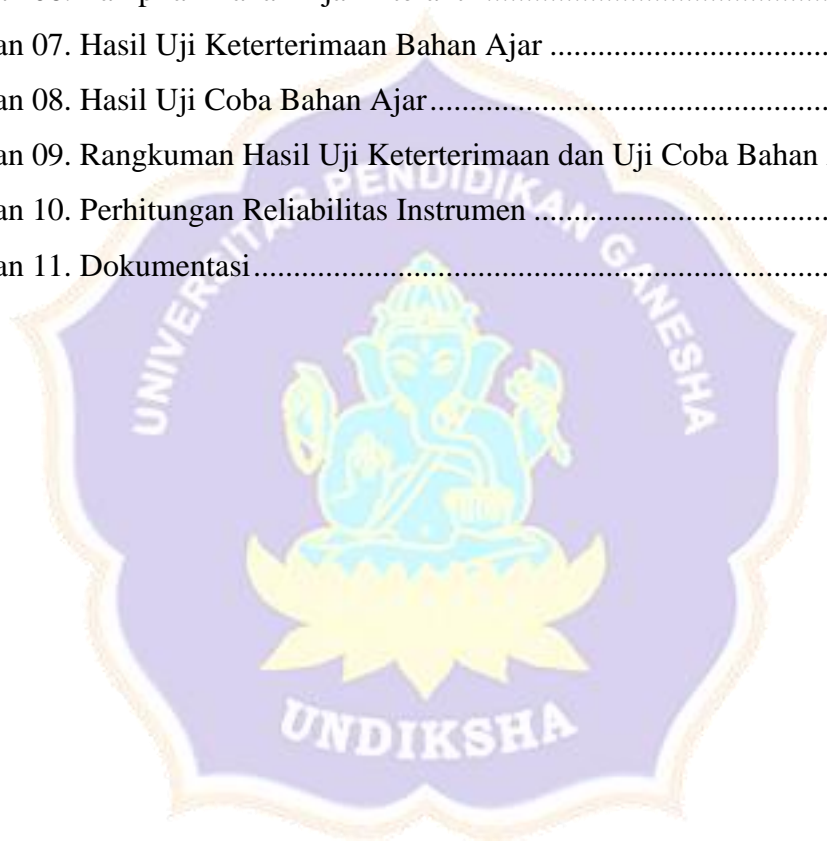 an 07. Hasil Uji Keterterimaan Bahan Ajar ...................................
an 08. Hasil Uji Coba Bahan Ajar...................................................
an 09. Rangkuman Hasil Uji Keterterimaan dan Uji Coba Bahan
an 10. Perhitungan Reliabilitas Instrumen .....................................
an 11. Dokumentasi.........................................................................
UNIVERSITAS PENDIDIKAN GANESHA
UNDIKSHA